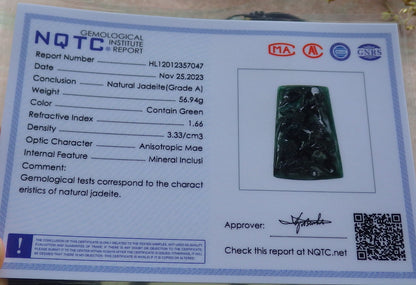 NQTC GEMOLOGICAL INSTITUTE REPORT
MA
GSRS
Report Number HL12012357047
Date Nov 25,2023
Conclusion Natural Jadeite(Grade A)
Weight 56.94g
Color Contain Green
Refractive Index 1.66
Density 3.33/cm3
Optic Character Anisotropic Mae
Internal Feature Mineral Inclusi
Comment:
Gemological tests correspond to the charact
eristics of natural jadeite.
Approver:
Check this report at NQTC.net
!